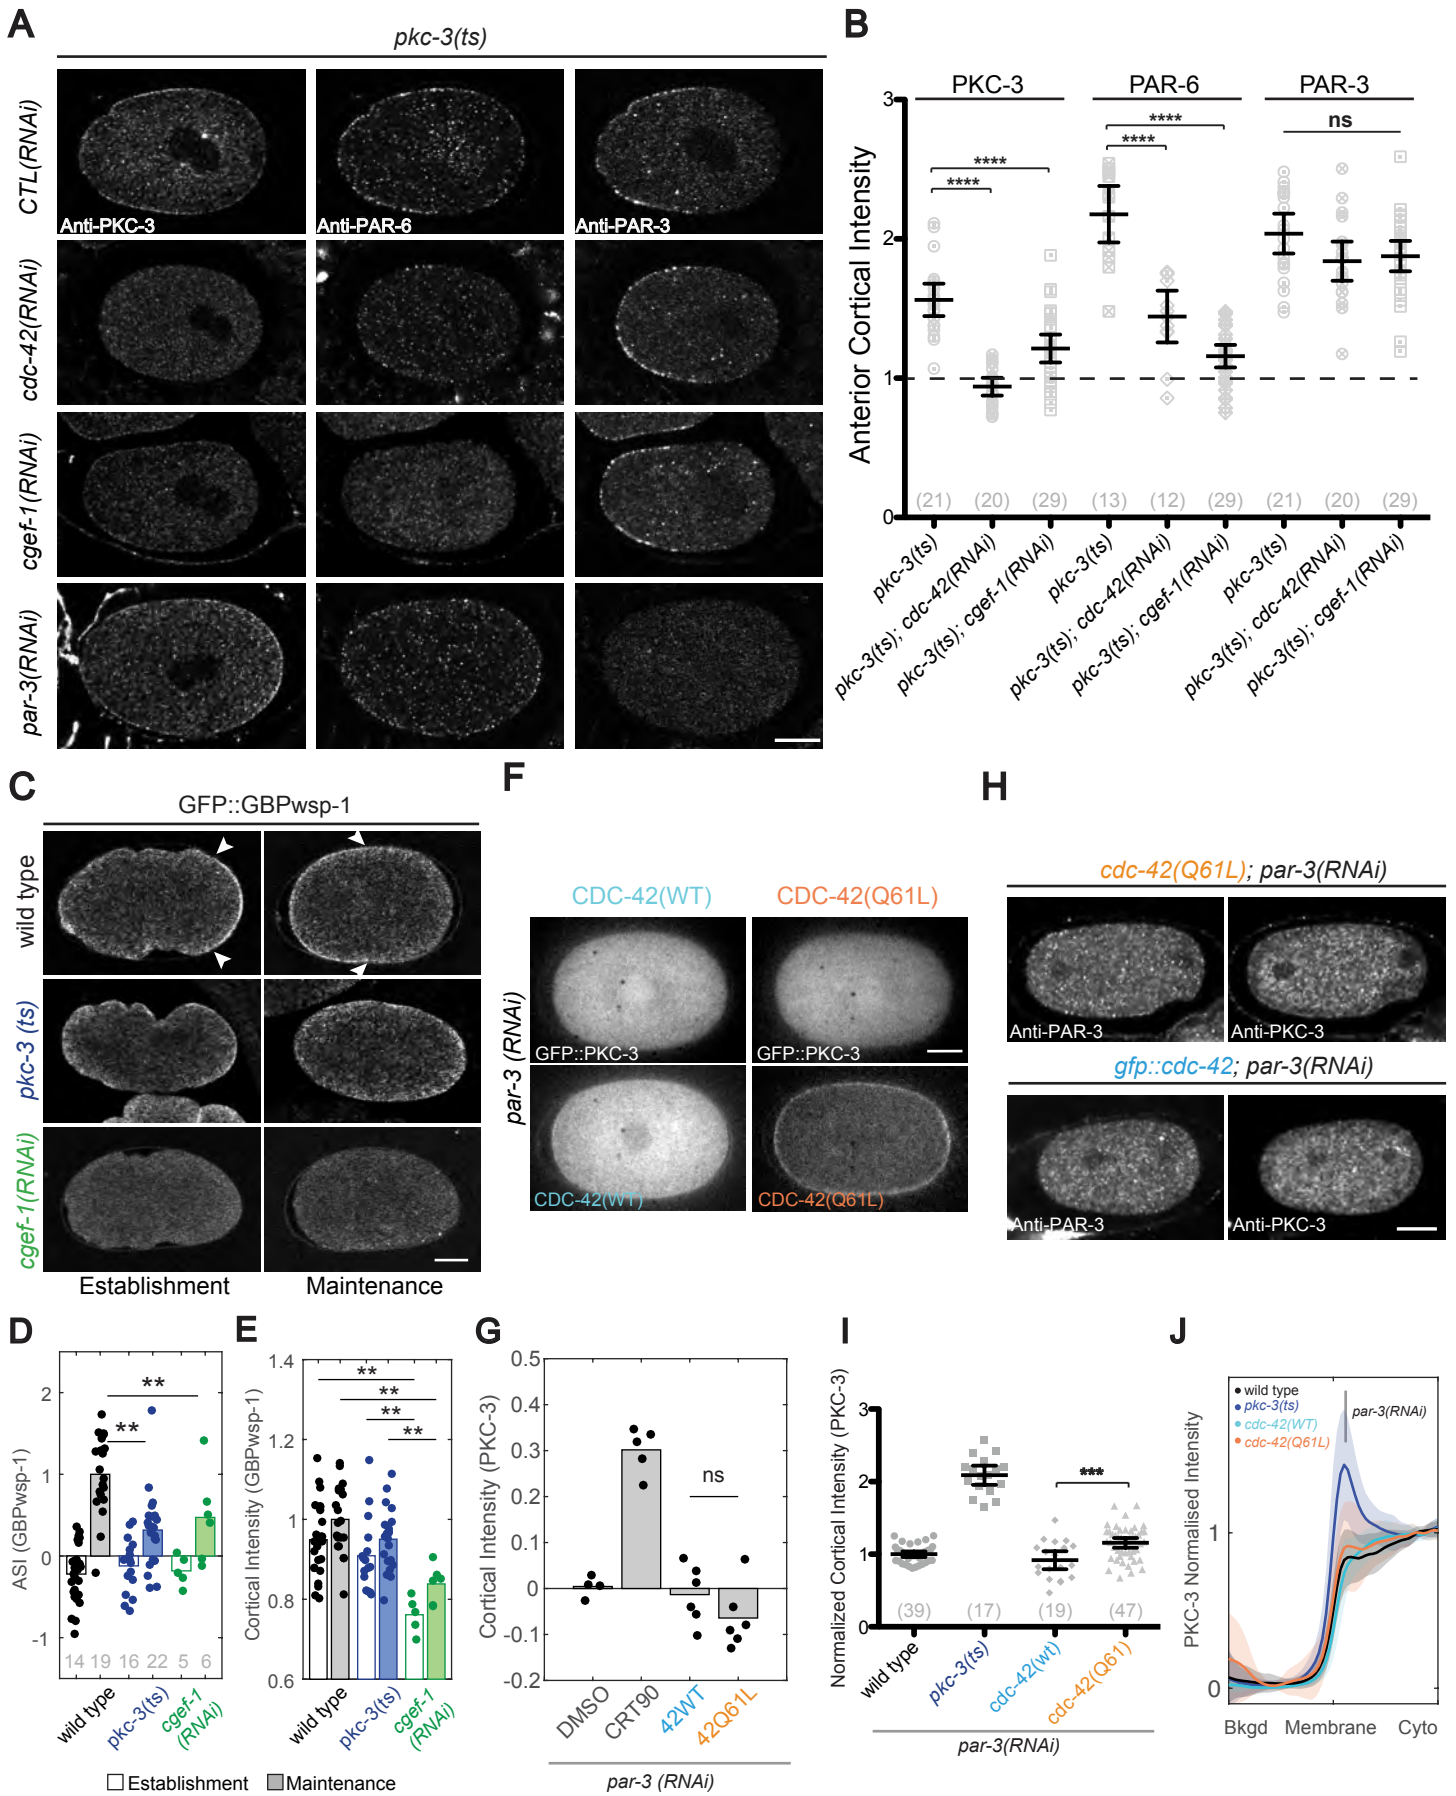 A
pkc-3(ts)
CTL(RNAi)
Anti-PKC-3
Anti-PAR-6
Anti-PAR-3
cdc-42(RNAi)
cgef-1(RNAi)
par-3(RNAi)
B
PKC-3
PAR-6
PAR-3
Anterior Cortical Intensity
3
2
1
0
****
****
****
****
ns
(21)
(20)
(29)
(13)
(12)
(29)
(21)
(20)
(29)
pkc-3(ts)
pkc-3(ts); cdc-42(RNAi)
pkc-3(ts); cgef-1(RNAi)
pkc-3(ts)
pkc-3(ts); cdc-42(RNAi)
pkc-3(ts); cgef-1(RNAi)
pkc-3(ts)
pkc-3(ts); cdc-42(RNAi)
pkc-3(ts); cgef-1(RNAi)
C
GFP::GBPwsp-1
wild type
pkc-3 (ts)
cgef-1(RNAi)
Establishment
Maintenance
F
CDC-42(WT)
CDC-42(Q61L)
par-3 (RNAi)
GFP::PKC-3
GFP::PKC-3
CDC-42(WT)
CDC-42(Q61L)
H
cdc-42(Q61L); par-3(RNAi)
Anti-PAR-3
Anti-PKC-3
gfp::cdc-42; par-3(RNAi)
Anti-PAR-3
Anti-PKC-3
D
ASI (GBPwsp-1)
2
1
0
-1
**
**
14
19
16
22
5
6
wild type
pkc-3(ts)
cgef-1
(RNAi)
E
Cortical Intensity (GBPwsp-1)
1.4
1.2
1
0.8
0.6
**
**
**
**
wild type
pkc-3(ts)
cgef-1
(RNAi)
Establishment
Maintenance
G
Cortical Intensity (PKC-3)
0.5
0.4
0.3
0.2
0.1
0
-0.1
-0.2
ns
DMSO
CRT90
42WT
42Q61L
par-3 (RNAi)
I
Normalized Cortical Intensity (PKC-3)
3
2
1
0
***
(39)
(17)
(19)
(47)
wild type
pkc-3(ts)
cdc-42(wt)
cdc-42(Q61)
par-3(RNAi)
J
PKC-3 Normalised Intensity
1
0
wild type
pkc-3(ts)
cdc-42(WT)
cdc-42(Q61L)
par-3(RNAi)
Bkgd
Membrane
Cyto